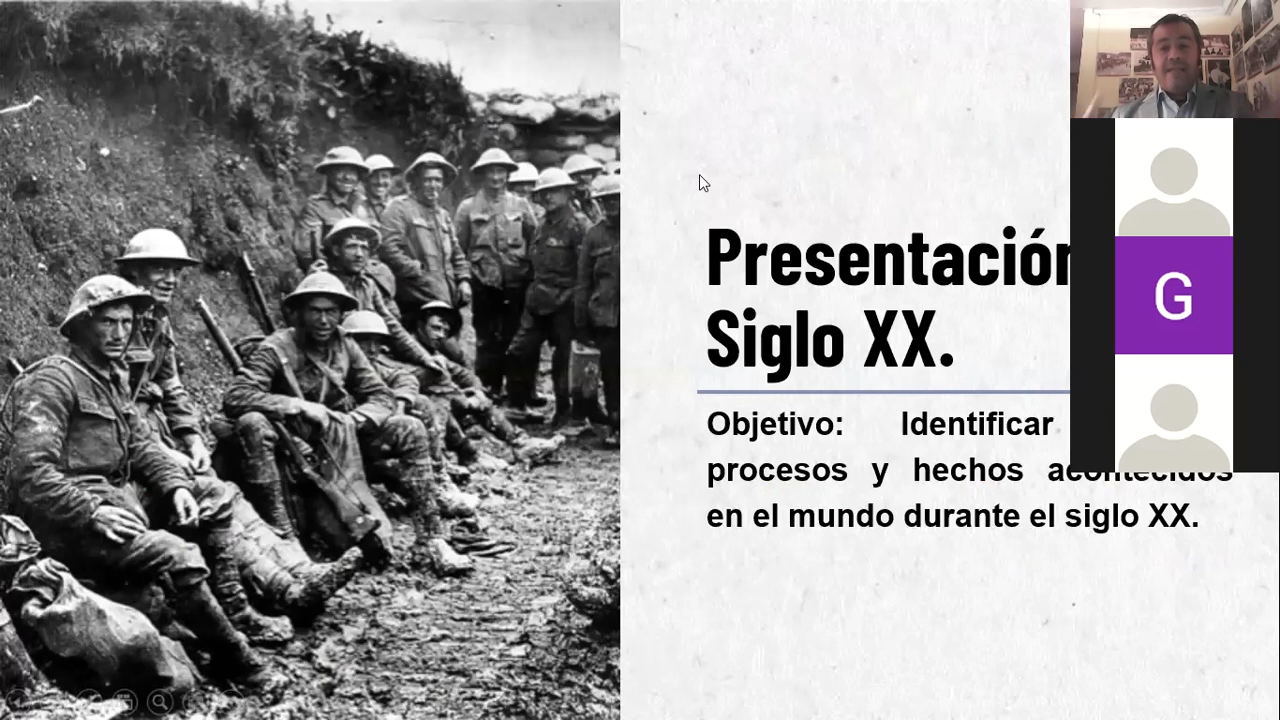 Presentación
Siglo XX.
Objetivo: Identificar
procesos y hechos acontecidos
en el mundo durante el siglo XX.
G